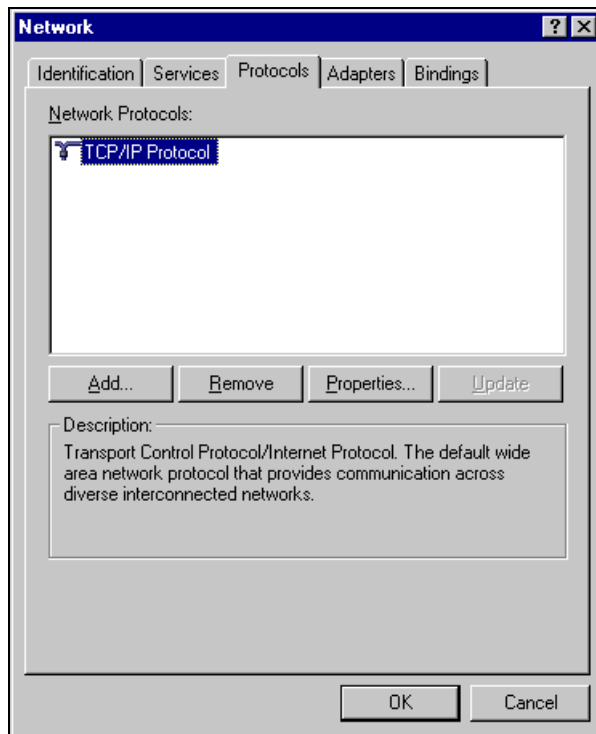 Network
Identification Services Protocols Adapters Bindings
Network Protocols:
TCP/IP Protocol
Add... Remove Properties... Update
Description:
Transport Control Protocol/Internet Protocol. The default wide
area network protocol that provides communication across
diverse interconnected networks.
OK Cancel